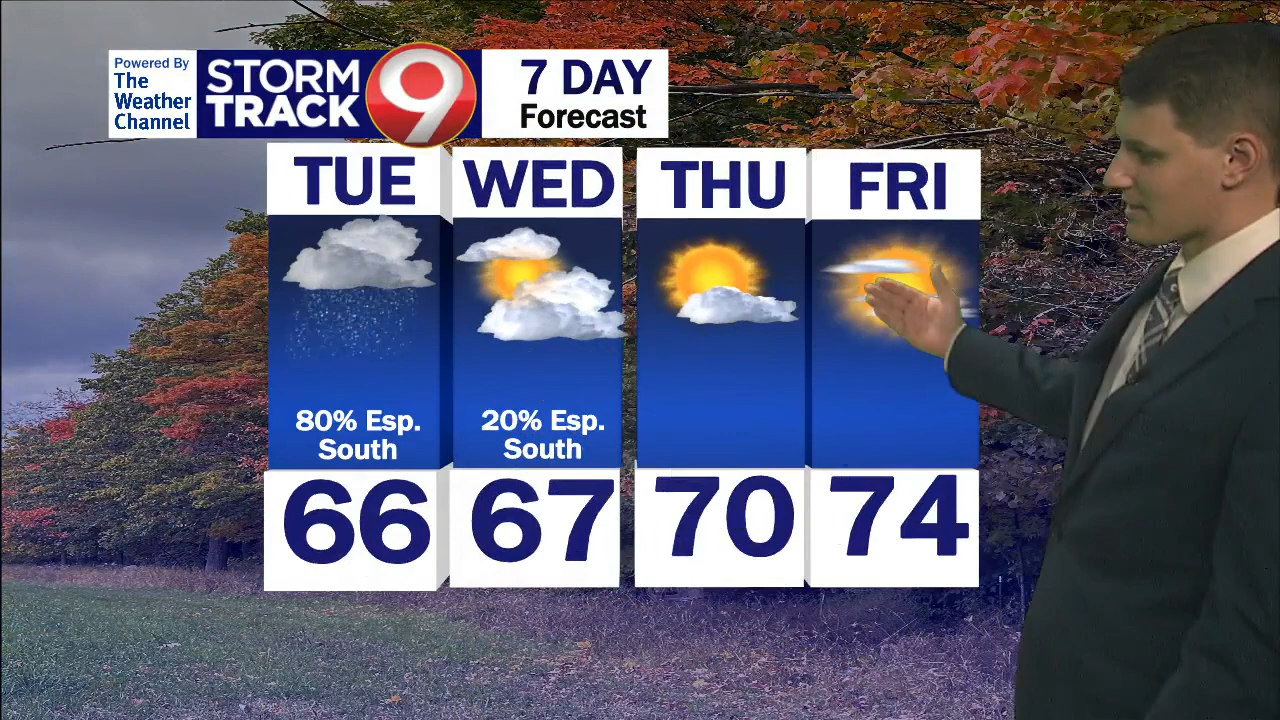 Powered By
The
Weather
Channel
STORM
TRACK
9
7 DAY
Forecast
TUE
WED
THU
FRI
80% Esp.
South
20% Esp.
South
66
67
70
74